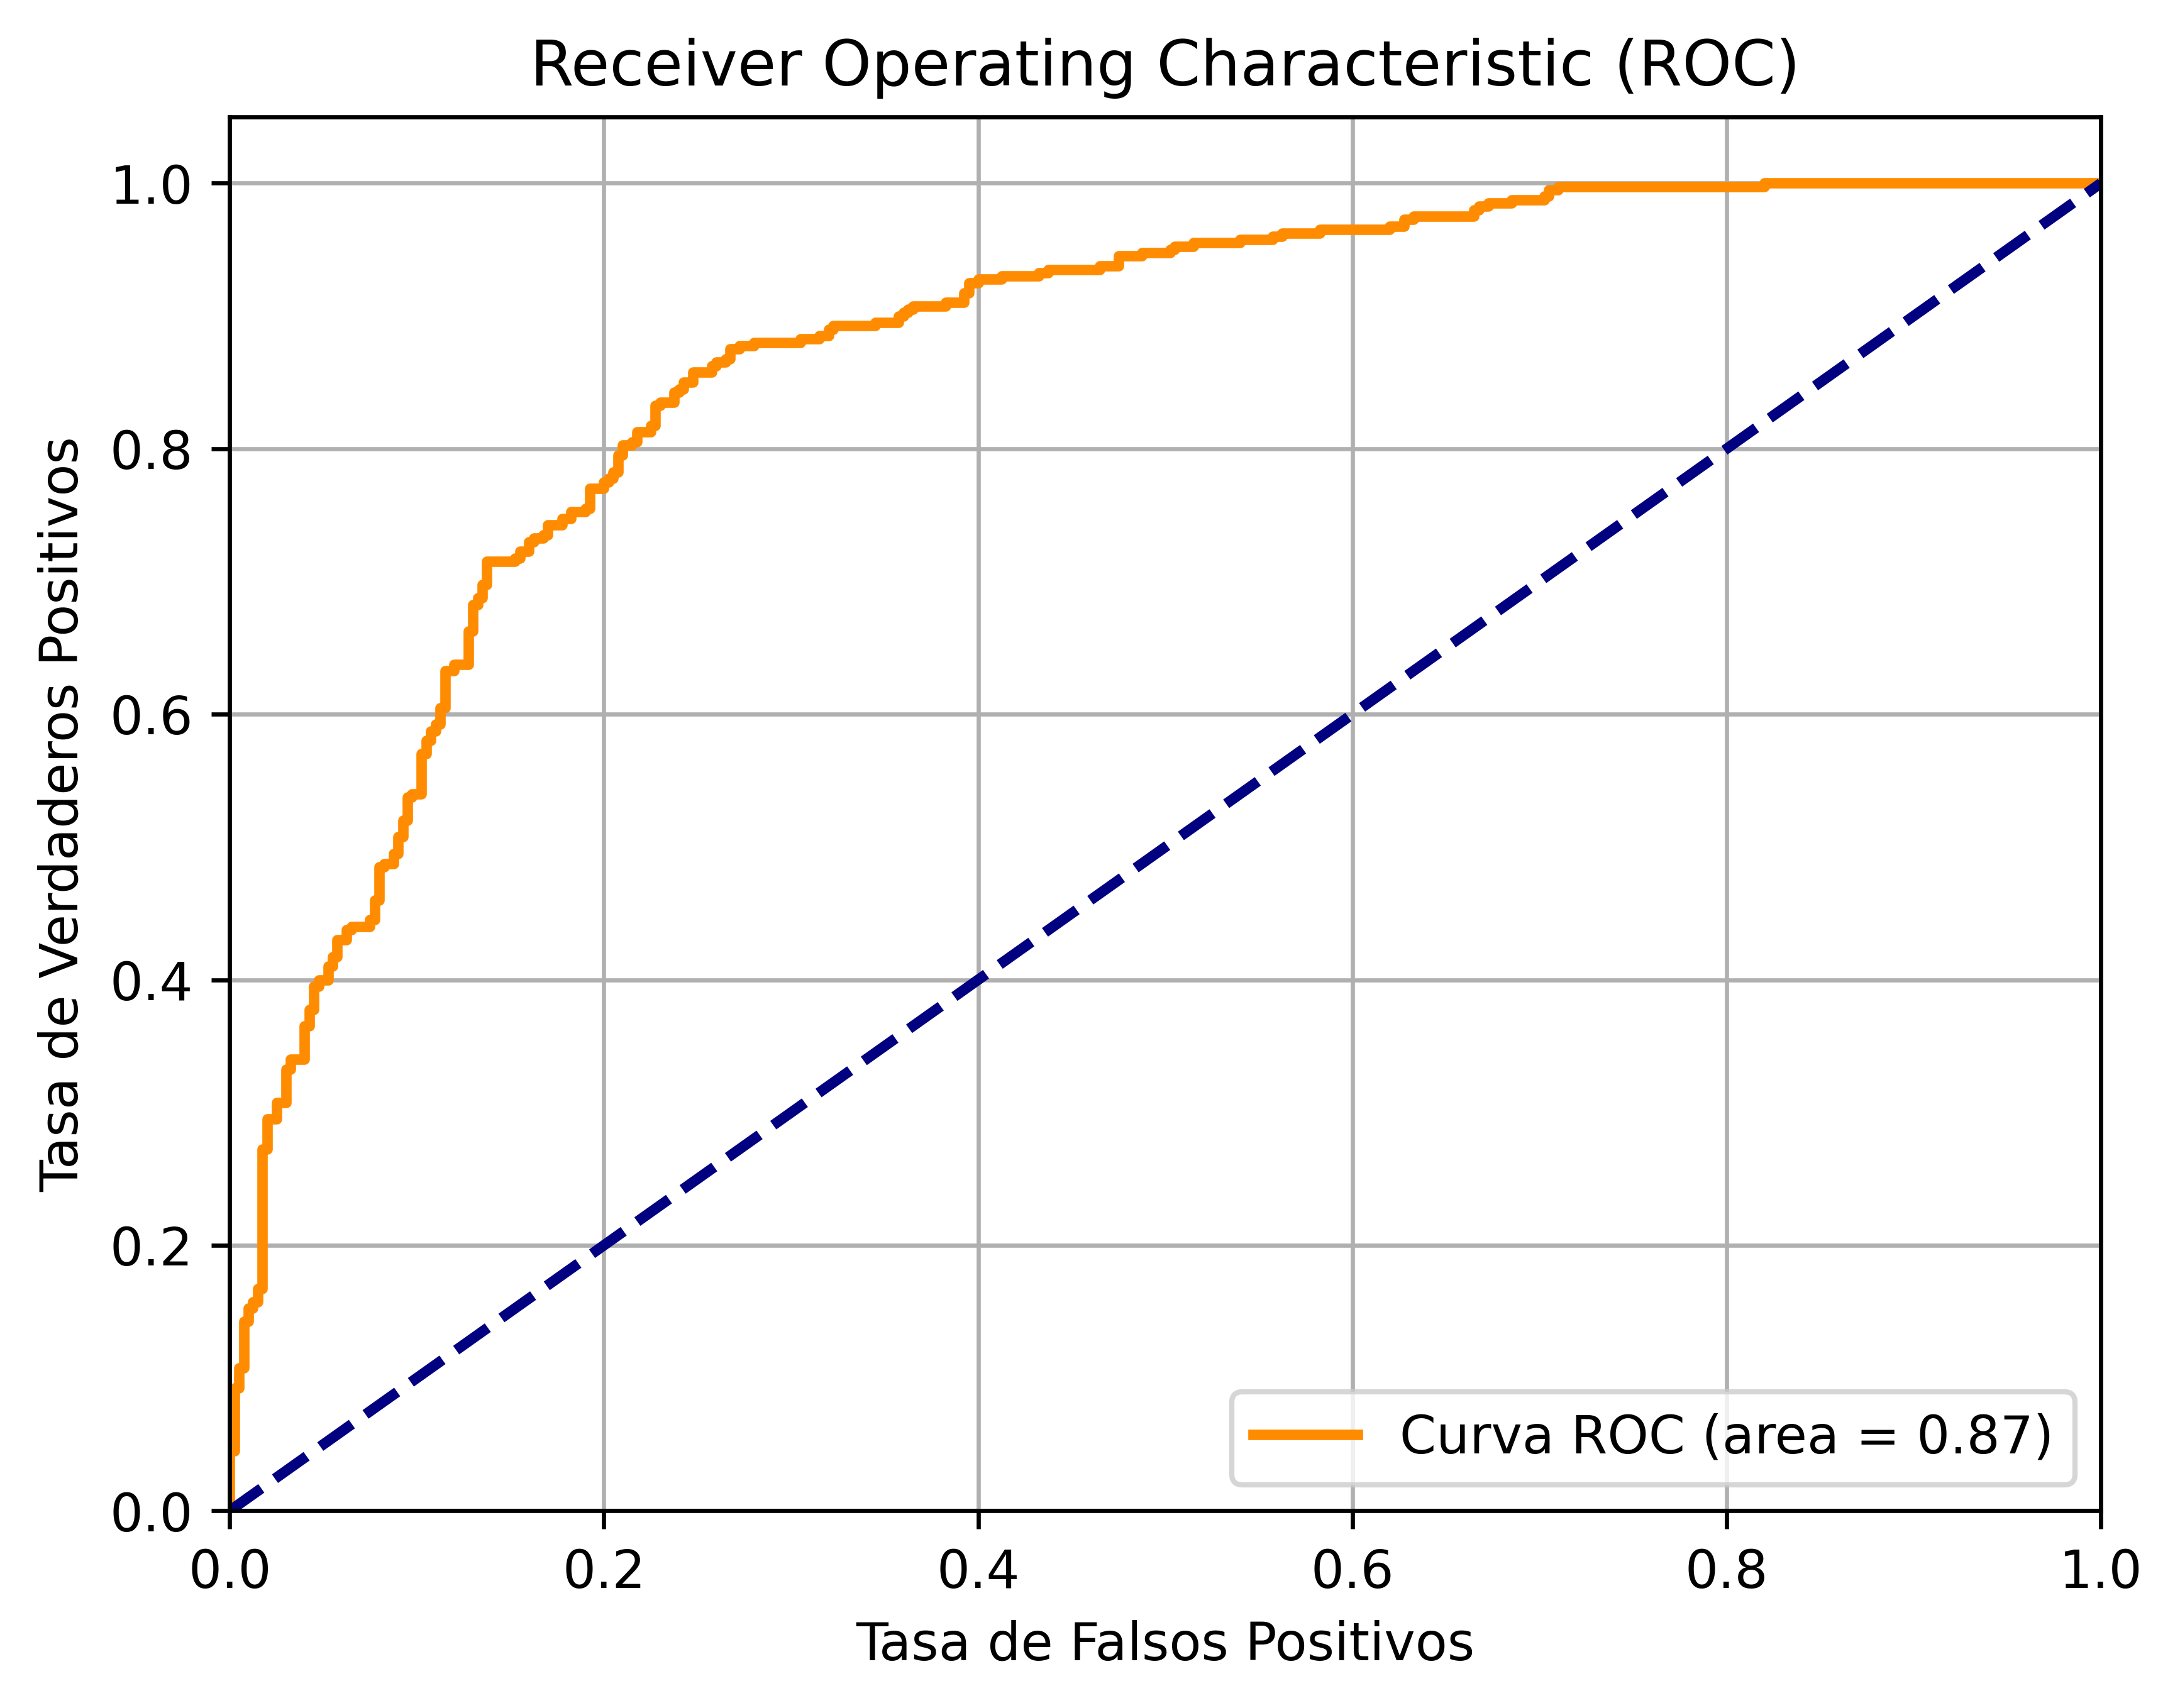 Receiver Operating Characteristic (ROC)
1.0
0.8
0.6
0.4
0.2
0.0
Tasa de Verdaderos Positivos
Curva ROC (area = 0.87)
0.0 0.2 0.4 0.6 0.8 1.0
Tasa de Falsos Positivos